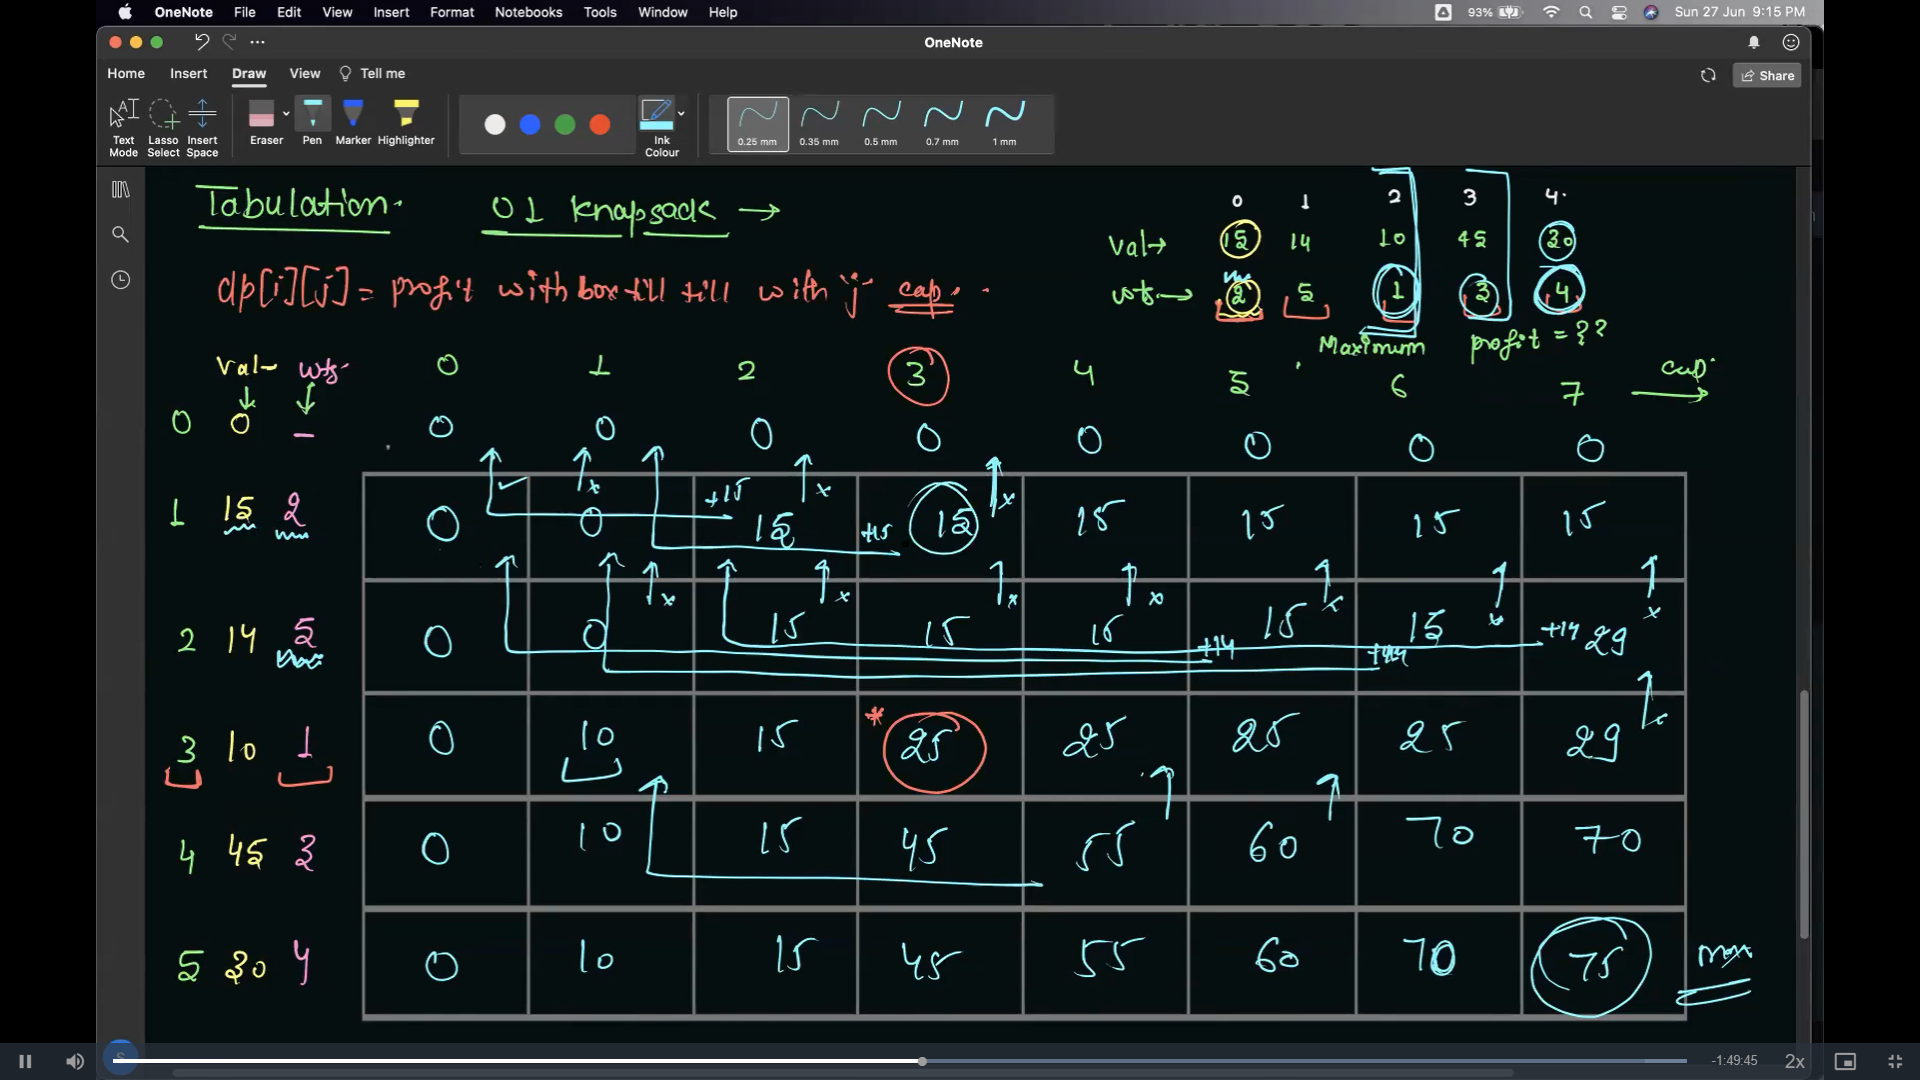 OneNote File Edit View Insert Format Notebooks Tools Window Help 93% Sun 27 Jun 9:15 PM
OneNote
Home Insert Draw View Tell me Share
Text Mode Lasso Select Insert Space Eraser Pen Marker Highlighter Ink Colour 0.25 mm 0.35 mm 0.5 mm 0.7 mm 1 mm
Tabulation. 01 Knapsack →
0 1 2 3 4.
val→ 15 14 10 45 30
wts.→ 2 5 1 3 4
dp[i][j] = profit with box till till with 'j' cap..
Maximum profit = ??
val- wts- 0 1 2 3 4 5 6 7 cap.
0 0 - 0 0 0 0 0 0 0 0
x +15 x x
1 15 2 0 0 15 +15 15 15 15 15 15
x x x x x x x
2 14 5 0 0 15 15 15 +14 15 +14 15 +14 29
3 10 1 0 10 15 * 25 25 25 25 29 x
4 45 3 0 10 15 45 55 60 70 70
5 30 4 0 10 15 45 55 60 70 75 max
S -1:49:45 2x